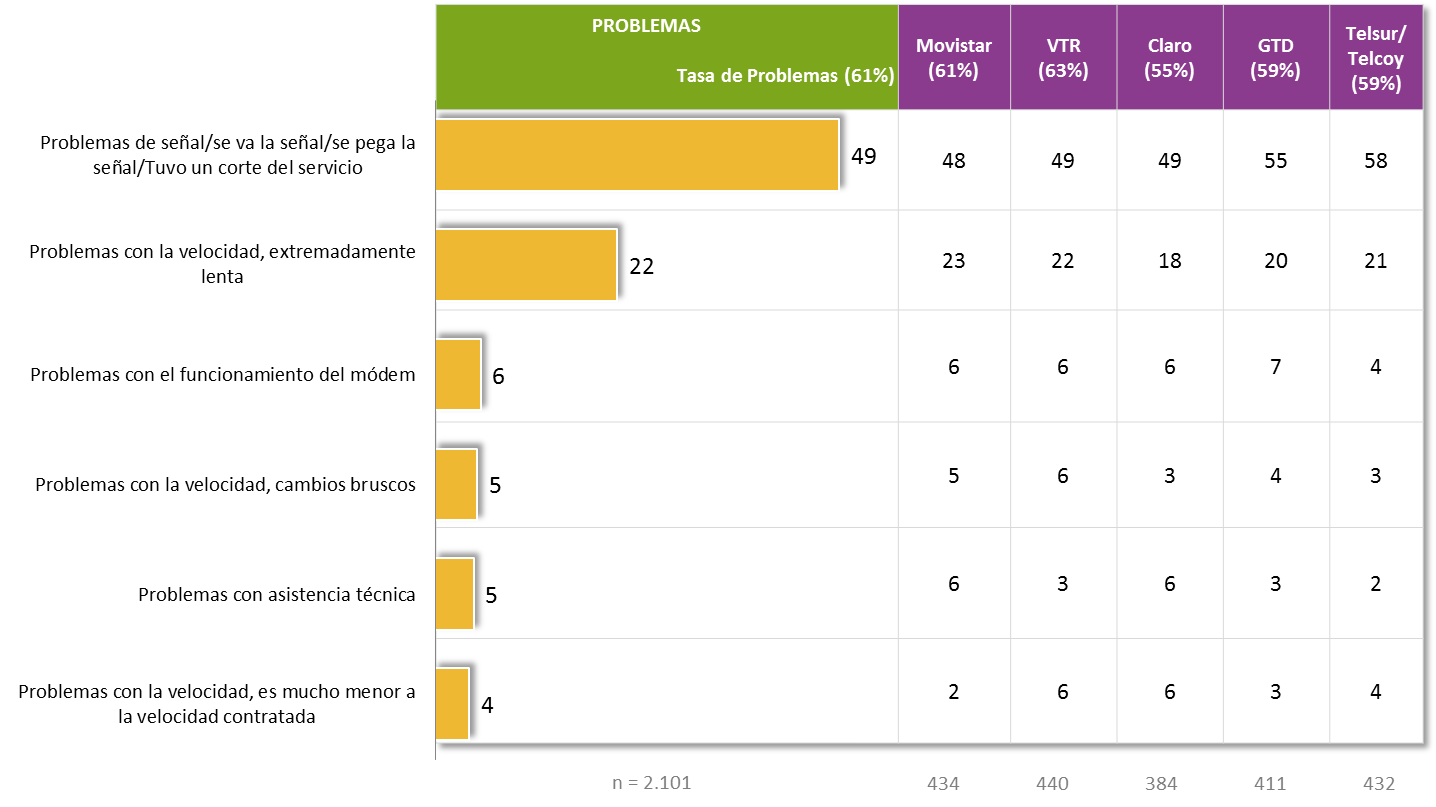 PROBLEMAS
Tasa de Problemas (61%)
Movistar
(61%)
VTR
(63%)
Claro
(55%)
GTD
(59%)
Telsur/
Telcoy
(59%)
Problemas de señal/se va la señal/se pega la
señal/Tuvo un corte del servicio
49
48
49
49
55
58
Problemas con la velocidad, extremadamente
lenta
22
23
22
18
20
21
Problemas con el funcionamiento del módem
6
6
6
6
7
4
Problemas con la velocidad, cambios bruscos
5
5
6
3
4
3
Problemas con asistencia técnica
5
6
3
6
3
2
Problemas con la velocidad, es mucho menor a
la velocidad contratada
4
2
6
6
3
4
n = 2.101
434
440
384
411
432